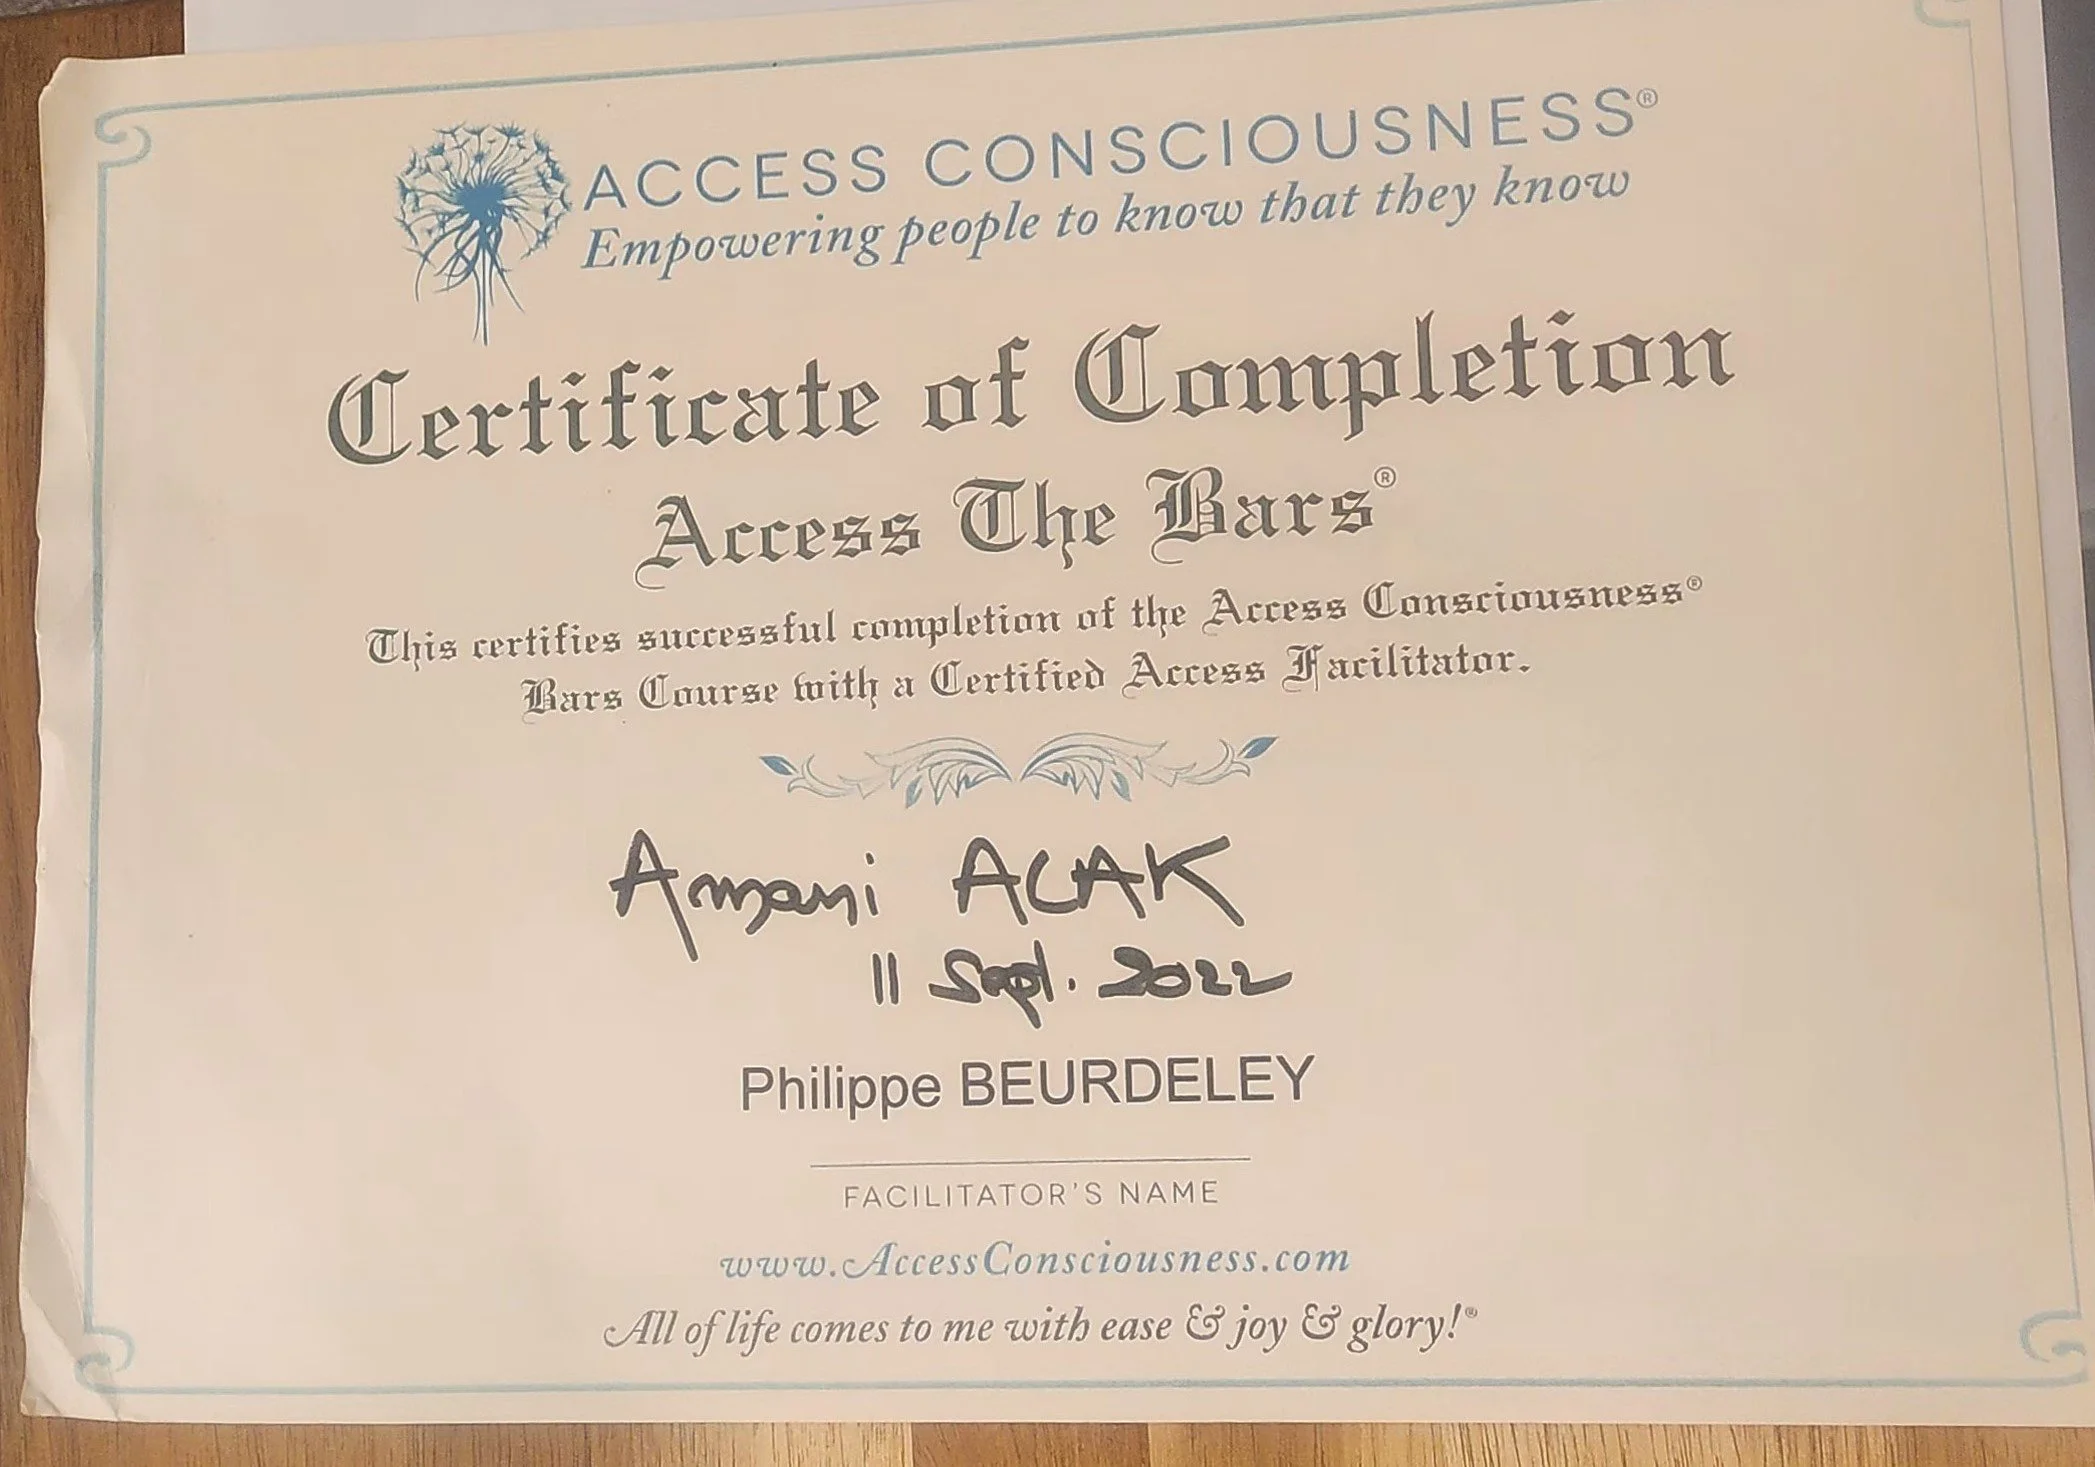 ACCESS CONSCIOUSNESS®
Empowering people to know that they know
Certificate of Completion
Access The Bars®
This certifies successful completion of the Access Consciousness®
Bars Course with a Certified Access Facilitator.
Amani ACAK
11 Sept. 2022
Philippe BEURDELEY
FACILITATOR'S NAME
www.AccessConsciousness.com
All of life comes to me with ease & joy & glory!®